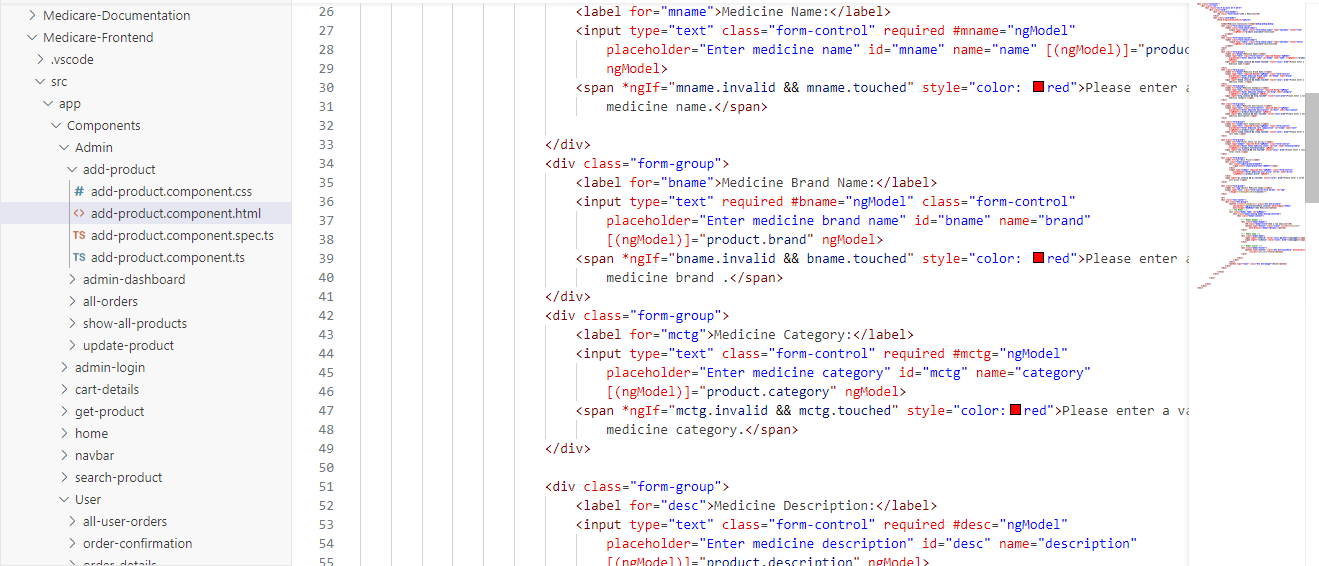 Medicare-Documentation
Medicare-Frontend
.vscode
src
app
Components
Admin
add-product
# add-product.component.css
<> add-product.component.html
TS add-product.component.spec.ts
TS add-product.component.ts
admin-dashboard
all-orders
show-all-products
update-product
admin-login
cart-details
get-product
home
navbar
search-product
User
all-user-orders
order-confirmation
order-details
26 <label for="mname">Medicine Name:</label>
27 <input type="text" class="form-control" required #mname="ngModel"
28 placeholder="Enter medicine name" id="mname" name="name" [(ngModel)]="produc
29 ngModel>
30 <span *ngIf="mname.invalid && mname.touched" style="color: red">Please enter a
31 medicine name.</span>
32
33 </div>
34 <div class="form-group">
35 <label for="bname">Medicine Brand Name:</label>
36 <input type="text" required #bname="ngModel" class="form-control"
37 placeholder="Enter medicine brand name" id="bname" name="brand"
38 [(ngModel)]="product.brand" ngModel>
39 <span *ngIf="bname.invalid && bname.touched" style="color: red">Please enter a
40 medicine brand .</span>
41 </div>
42 <div class="form-group">
43 <label for="mctg">Medicine Category:</label>
44 <input type="text" class="form-control" required #mctg="ngModel"
45 placeholder="Enter medicine category" id="mctg" name="category"
46 [(ngModel)]="product.category" ngModel>
47 <span *ngIf="mctg.invalid && mctg.touched" style="color:red">Please enter a va
48 medicine category.</span>
49 </div>
50
51 <div class="form-group">
52 <label for="desc">Medicine Description:</label>
53 <input type="text" class="form-control" required #desc="ngModel"
54 placeholder="Enter medicine description" id="desc" name="description"
55 [(ngModel)]="product.description" ngModel>